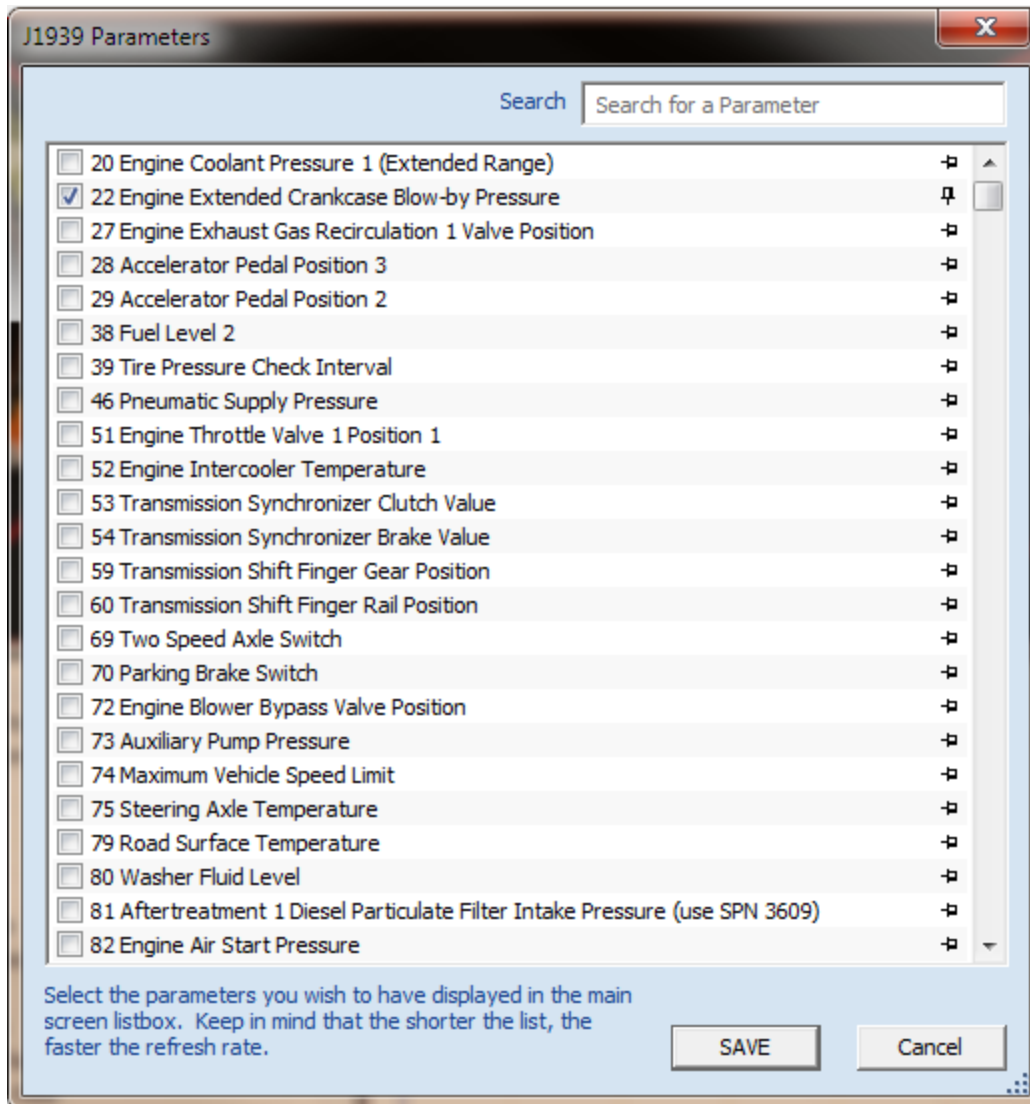 J1939 Parameters
Search
Search for a Parameter
20 Engine Coolant Pressure 1 (Extended Range)
22 Engine Extended Crankcase Blow-by Pressure
27 Engine Exhaust Gas Recirculation 1 Valve Position
28 Accelerator Pedal Position 3
29 Accelerator Pedal Position 2
38 Fuel Level 2
39 Tire Pressure Check Interval
46 Pneumatic Supply Pressure
51 Engine Throttle Valve 1 Position 1
52 Engine Intercooler Temperature
53 Transmission Synchronizer Clutch Value
54 Transmission Synchronizer Brake Value
59 Transmission Shift Finger Gear Position
60 Transmission Shift Finger Rail Position
69 Two Speed Axle Switch
70 Parking Brake Switch
72 Engine Blower Bypass Valve Position
73 Auxiliary Pump Pressure
74 Maximum Vehicle Speed Limit
75 Steering Axle Temperature
79 Road Surface Temperature
80 Washer Fluid Level
81 Aftertreatment 1 Diesel Particulate Filter Intake Pressure (use SPN 3609)
82 Engine Air Start Pressure
Select the parameters you wish to have displayed in the main
screen listbox. Keep in mind that the shorter the list, the
faster the refresh rate.
SAVE
Cancel